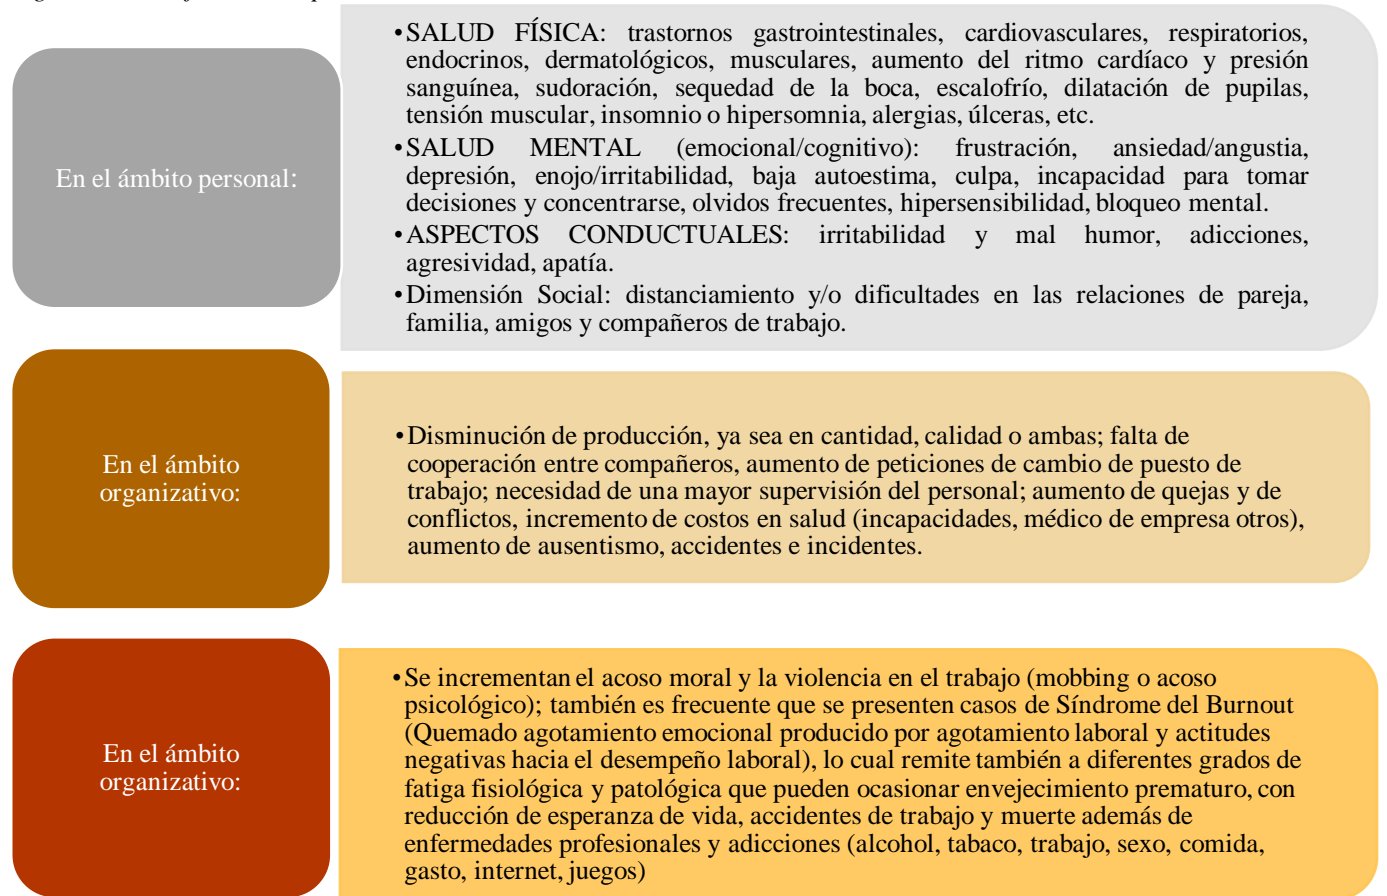 En el ámbito personal:
•SALUD FÍSICA: trastornos gastrointestinales, cardiovasculares, respiratorios,
endocrinos, dermatológicos, musculares, aumento del ritmo cardíaco y presión
sanguínea, sudoración, sequedad de la boca, escalofrío, dilatación de pupilas,
tensión muscular, insomnio o hipersomnia, alergias, úlceras, etc.
•SALUD MENTAL (emocional/cognitivo): frustración, ansiedad/angustia,
depresión, enojo/irritabilidad, baja autoestima, culpa, incapacidad para tomar
decisiones y concentrarse, olvidos frecuentes, hipersensibilidad, bloqueo mental.
•ASPECTOS CONDUCTUALES: irritabilidad y mal humor, adicciones,
agresividad, apatía.
•Dimensión Social: distanciamiento y/o dificultades en las relaciones de pareja,
familia, amigos y compañeros de trabajo.
En el ámbito
organizativo:
•Disminución de producción, ya sea en cantidad, calidad o ambas; falta de
cooperación entre compañeros, aumento de peticiones de cambio de puesto de
trabajo; necesidad de una mayor supervisión del personal; aumento de quejas y de
conflictos, incremento de costos en salud (incapacidades, médico de empresa otros),
aumento de ausentismo, accidentes e incidentes.
En el ámbito
organizativo:
•Se incrementan el acoso moral y la violencia en el trabajo (mobbing o acoso
psicológico); también es frecuente que se presenten casos de Síndrome del Burnout
(Quemado agotamiento emocional producido por agotamiento laboral y actitudes
negativas hacia el desempeño laboral), lo cual remite también a diferentes grados de
fatiga fisiológica y patológica que pueden ocasionar envejecimiento prematuro, con
reducción de esperanza de vida, accidentes de trabajo y muerte además de
enfermedades profesionales y adicciones (alcohol, tabaco, trabajo, sexo, comida,
gasto, internet, juegos)